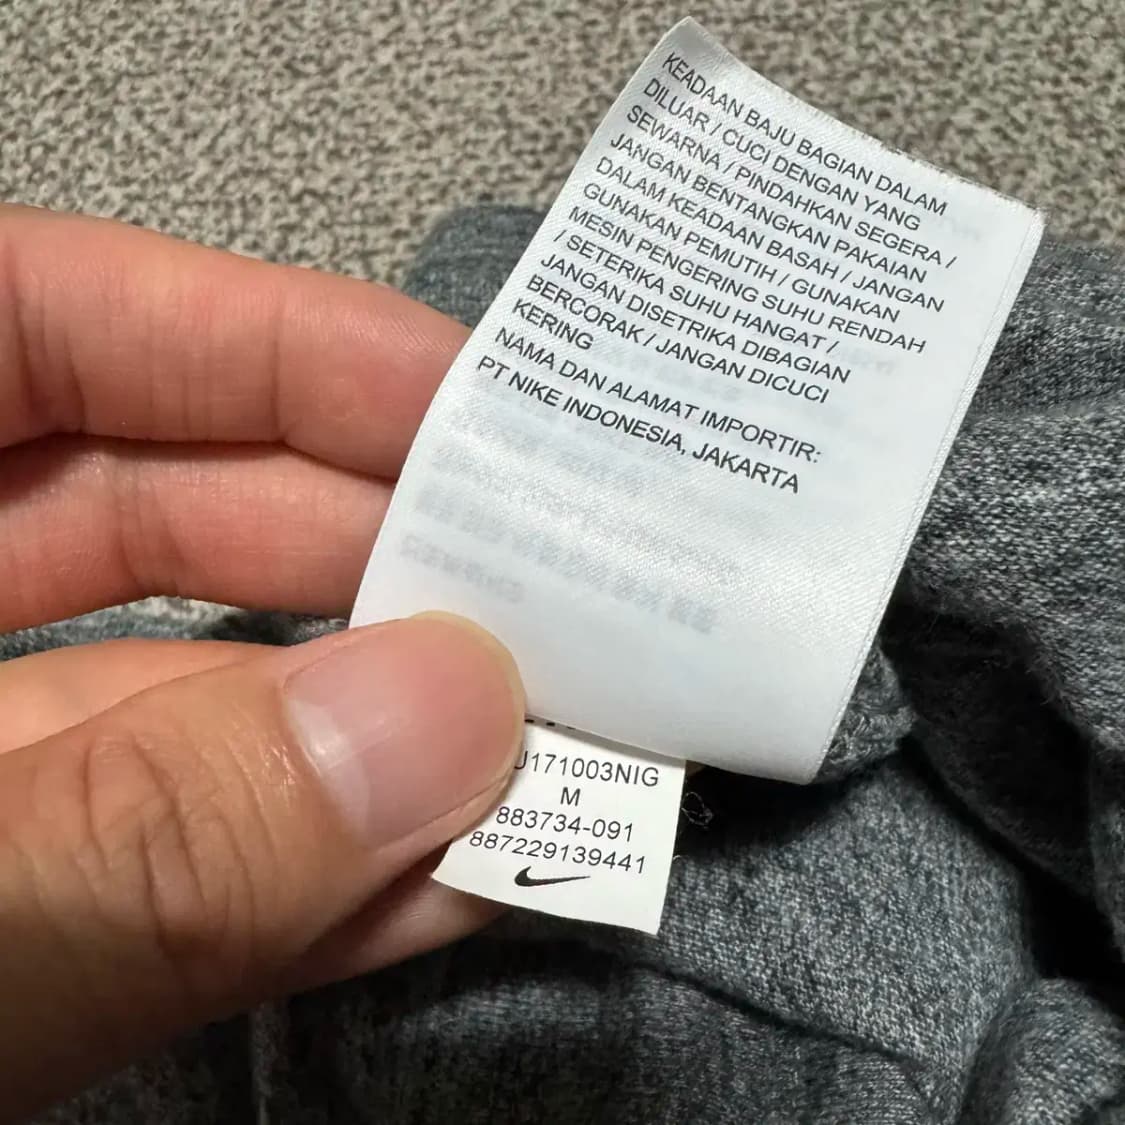 KEADAAN BAJU BAGIAN DALAM
DILUAR / CUCI DENGAN YANG
SEWARNA / PINDAHKAN SEGERA /
JANGAN BENTANGKAN PAKAIAN
DALAM KEADAAN BASAH / JANGAN
GUNAKAN PEMUTIH / GUNAKAN
MESIN PENGERING SUHU RENDAH
/ SETERIKA SUHU HANGAT /
JANGAN DISETRIKA DIBAGIAN
BERCORAK / JANGAN DICUCI
KERING
NAMA DAN ALAMAT IMPORTIR:
PT NIKE INDONESIA, JAKARTA
J171003NIG
M
883734-091
887229139441